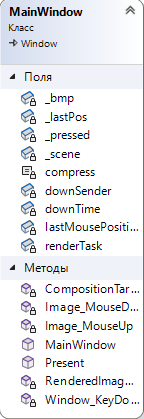 MainWindow
Класс
Window
Поля
_bmp
_lastPos
_pressed
_scene
compress
downSender
downTime
lastMousePositi...
renderTask
Методы
CompositionTar...
Image_MouseD...
Image_MouseUp
MainWindow
Present
RenderedImag...
Window_KeyDo...